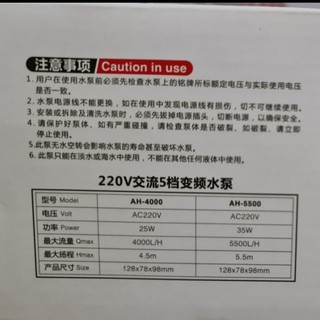 注意事项 Caution in use
1. 用户在使用水泵前必须先检查水泵上的铭牌所标额定电压与实际使用电压
是否一致。
2. 水泵电源线不能更换，如在使用中发现电源线有损伤，切不可继续使用。
3. 安装或拆除及清洗水泵时，必须先拔掉电源插头，切断电源，以确保安全。
4. 请保护好泵体、如有严重碰撞，请检查泵体是否破裂。如破裂，请立即
停止使用。
5.此泵无水空转会影响水泵的寿命甚至破坏水泵。
6. 此泵只能在淡水或海水中使用，不能在其他任何液体中使用。
220V交流5档变频水泵
型号 Model AH-4000 AH-5500
电压 Volt AC220V AC220V
功率 Power 25W 35W
最大流量 Qmax 4000L/H 5500L/H
最大扬程 Hmax 4.5m 5.5m
产品尺寸 Size 128x78x98mm 128x78x98mm